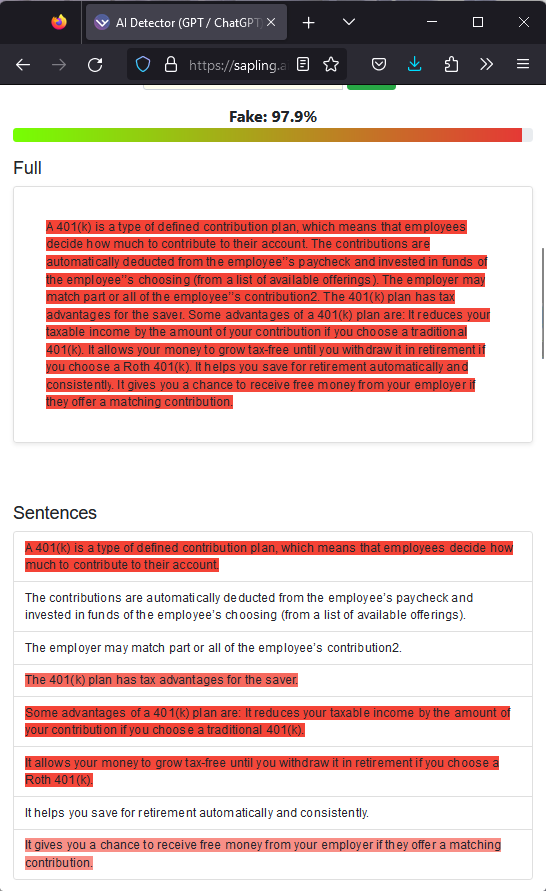 AI Detector (GPT / ChatGPT)
https://sapling.a
Fake: 97.9%
Full
A 401(k) is a type of defined contribution plan, which means that employees
decide how much to contribute to their account. The contributions are
automatically deducted from the employee''s paycheck and invested in funds of
the employee''s choosing (from a list of available offerings). The employer may
match part or all of the employee''s contribution2. The 401(k) plan has tax
advantages for the saver. Some advantages of a 401(k) plan are: It reduces your
taxable income by the amount of your contribution if you choose a traditional
401(k). It allows your money to grow tax-free until you withdraw it in retirement if
you choose a Roth 401(k). It helps you save for retirement automatically and
consistently. It gives you a chance to receive free money from your employer if
they offer a matching contribution.
Sentences
A 401(k) is a type of defined contribution plan, which means that employees decide how
much to contribute to their account.
The contributions are automatically deducted from the employee's paycheck and
invested in funds of the employee's choosing (from a list of available offerings).
The employer may match part or all of the employee's contribution2.
The 401(k) plan has tax advantages for the saver.
Some advantages of a 401(k) plan are: It reduces your taxable income by the amount of
your contribution if you choose a traditional 401(k).
It allows your money to grow tax-free until you withdraw it in retirement if you choose a
Roth 401(k).
It helps you save for retirement automatically and consistently.
It gives you a chance to receive free money from your employer if they offer a matching
contribution.